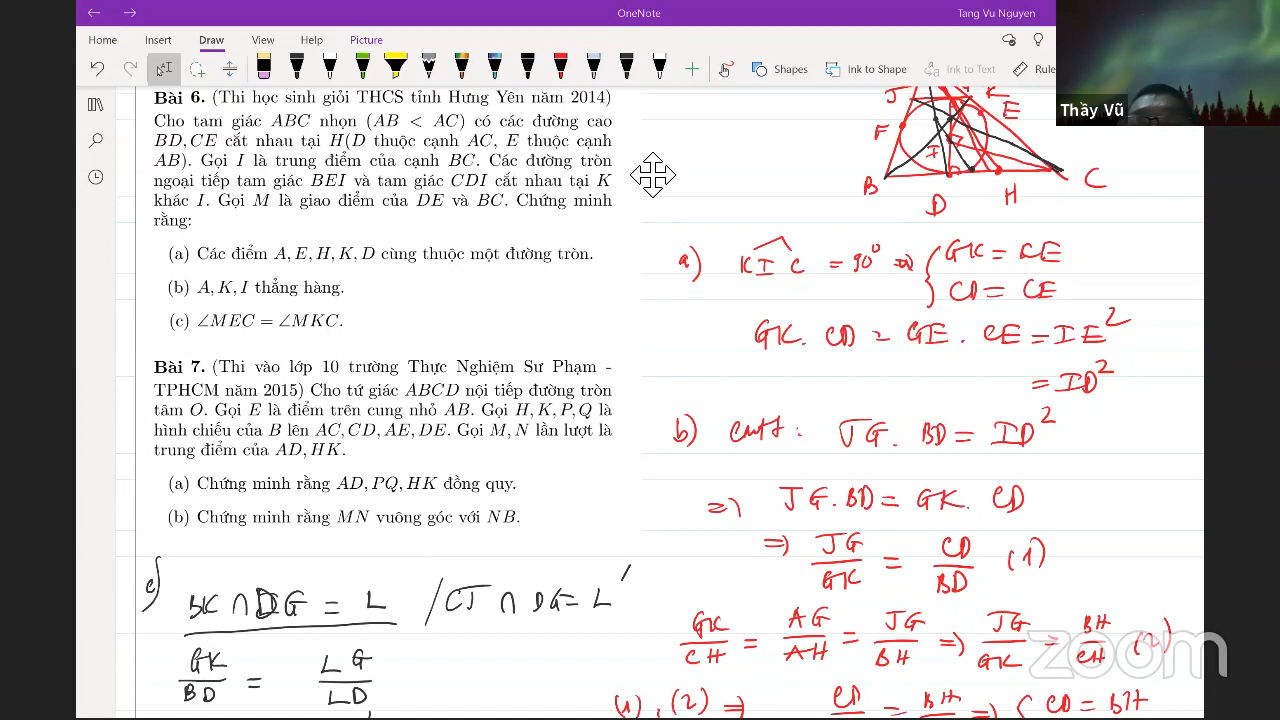 OneNote
Tang Vu Nguyen
Home Insert Draw View Help Picture
Shapes Ink to Shape Ink to Text Rule
Thầy Vũ
Bài 6. (Thi học sinh giỏi THCS tỉnh Hưng Yên năm 2014)
Cho tam giác ABC nhọn (AB < AC) có các đường cao
BD, CE cắt nhau tại H(D thuộc cạnh AC, E thuộc cạnh
AB). Gọi I là trung điểm của cạnh BC. Các đường tròn
ngoại tiếp tam giác BEI và tam giác CDI cắt nhau tại K
khác I. Gọi M là giao điểm của DE và BC. Chứng minh
rằng:
(a) Các điểm A, E, H, K, D cùng thuộc một đường tròn.
(b) A, K, I thẳng hàng.
(c) ∠MEC = ∠MKC.
Bài 7. (Thi vào lớp 10 trường Thực Nghiệm Sư Phạm -
TPHCM năm 2015) Cho tứ giác ABCD nội tiếp đường tròn
tâm O. Gọi E là điểm trên cung nhỏ AB. Gọi H, K, P, Q là
hình chiếu của B lên AC, CD, AE, DE. Gọi M, N lần lượt là
trung điểm của AD, HK.
(a) Chứng minh rằng AD, PQ, HK đồng quy.
(b) Chứng minh rằng MN vuông góc với NB.
c) BK ∩ DG = L / CJ ∩ DG = L'
GK/BD = LG/LD
J K
F E
I
B D H C
a) KIC = 90° => { GK = KE
CD = CE
GK. CD = GE. CE = IE²
= ID²
b) cmtt: JG. BD = ID²
=> JG. BD = GK. CD
=> JG/GK = CD/BD (1)
GK/CH = AG/AH = JG/BH => JG/GK = BH/CH (2)
(1), (2) => CD = BH => { CD = BH
zoom